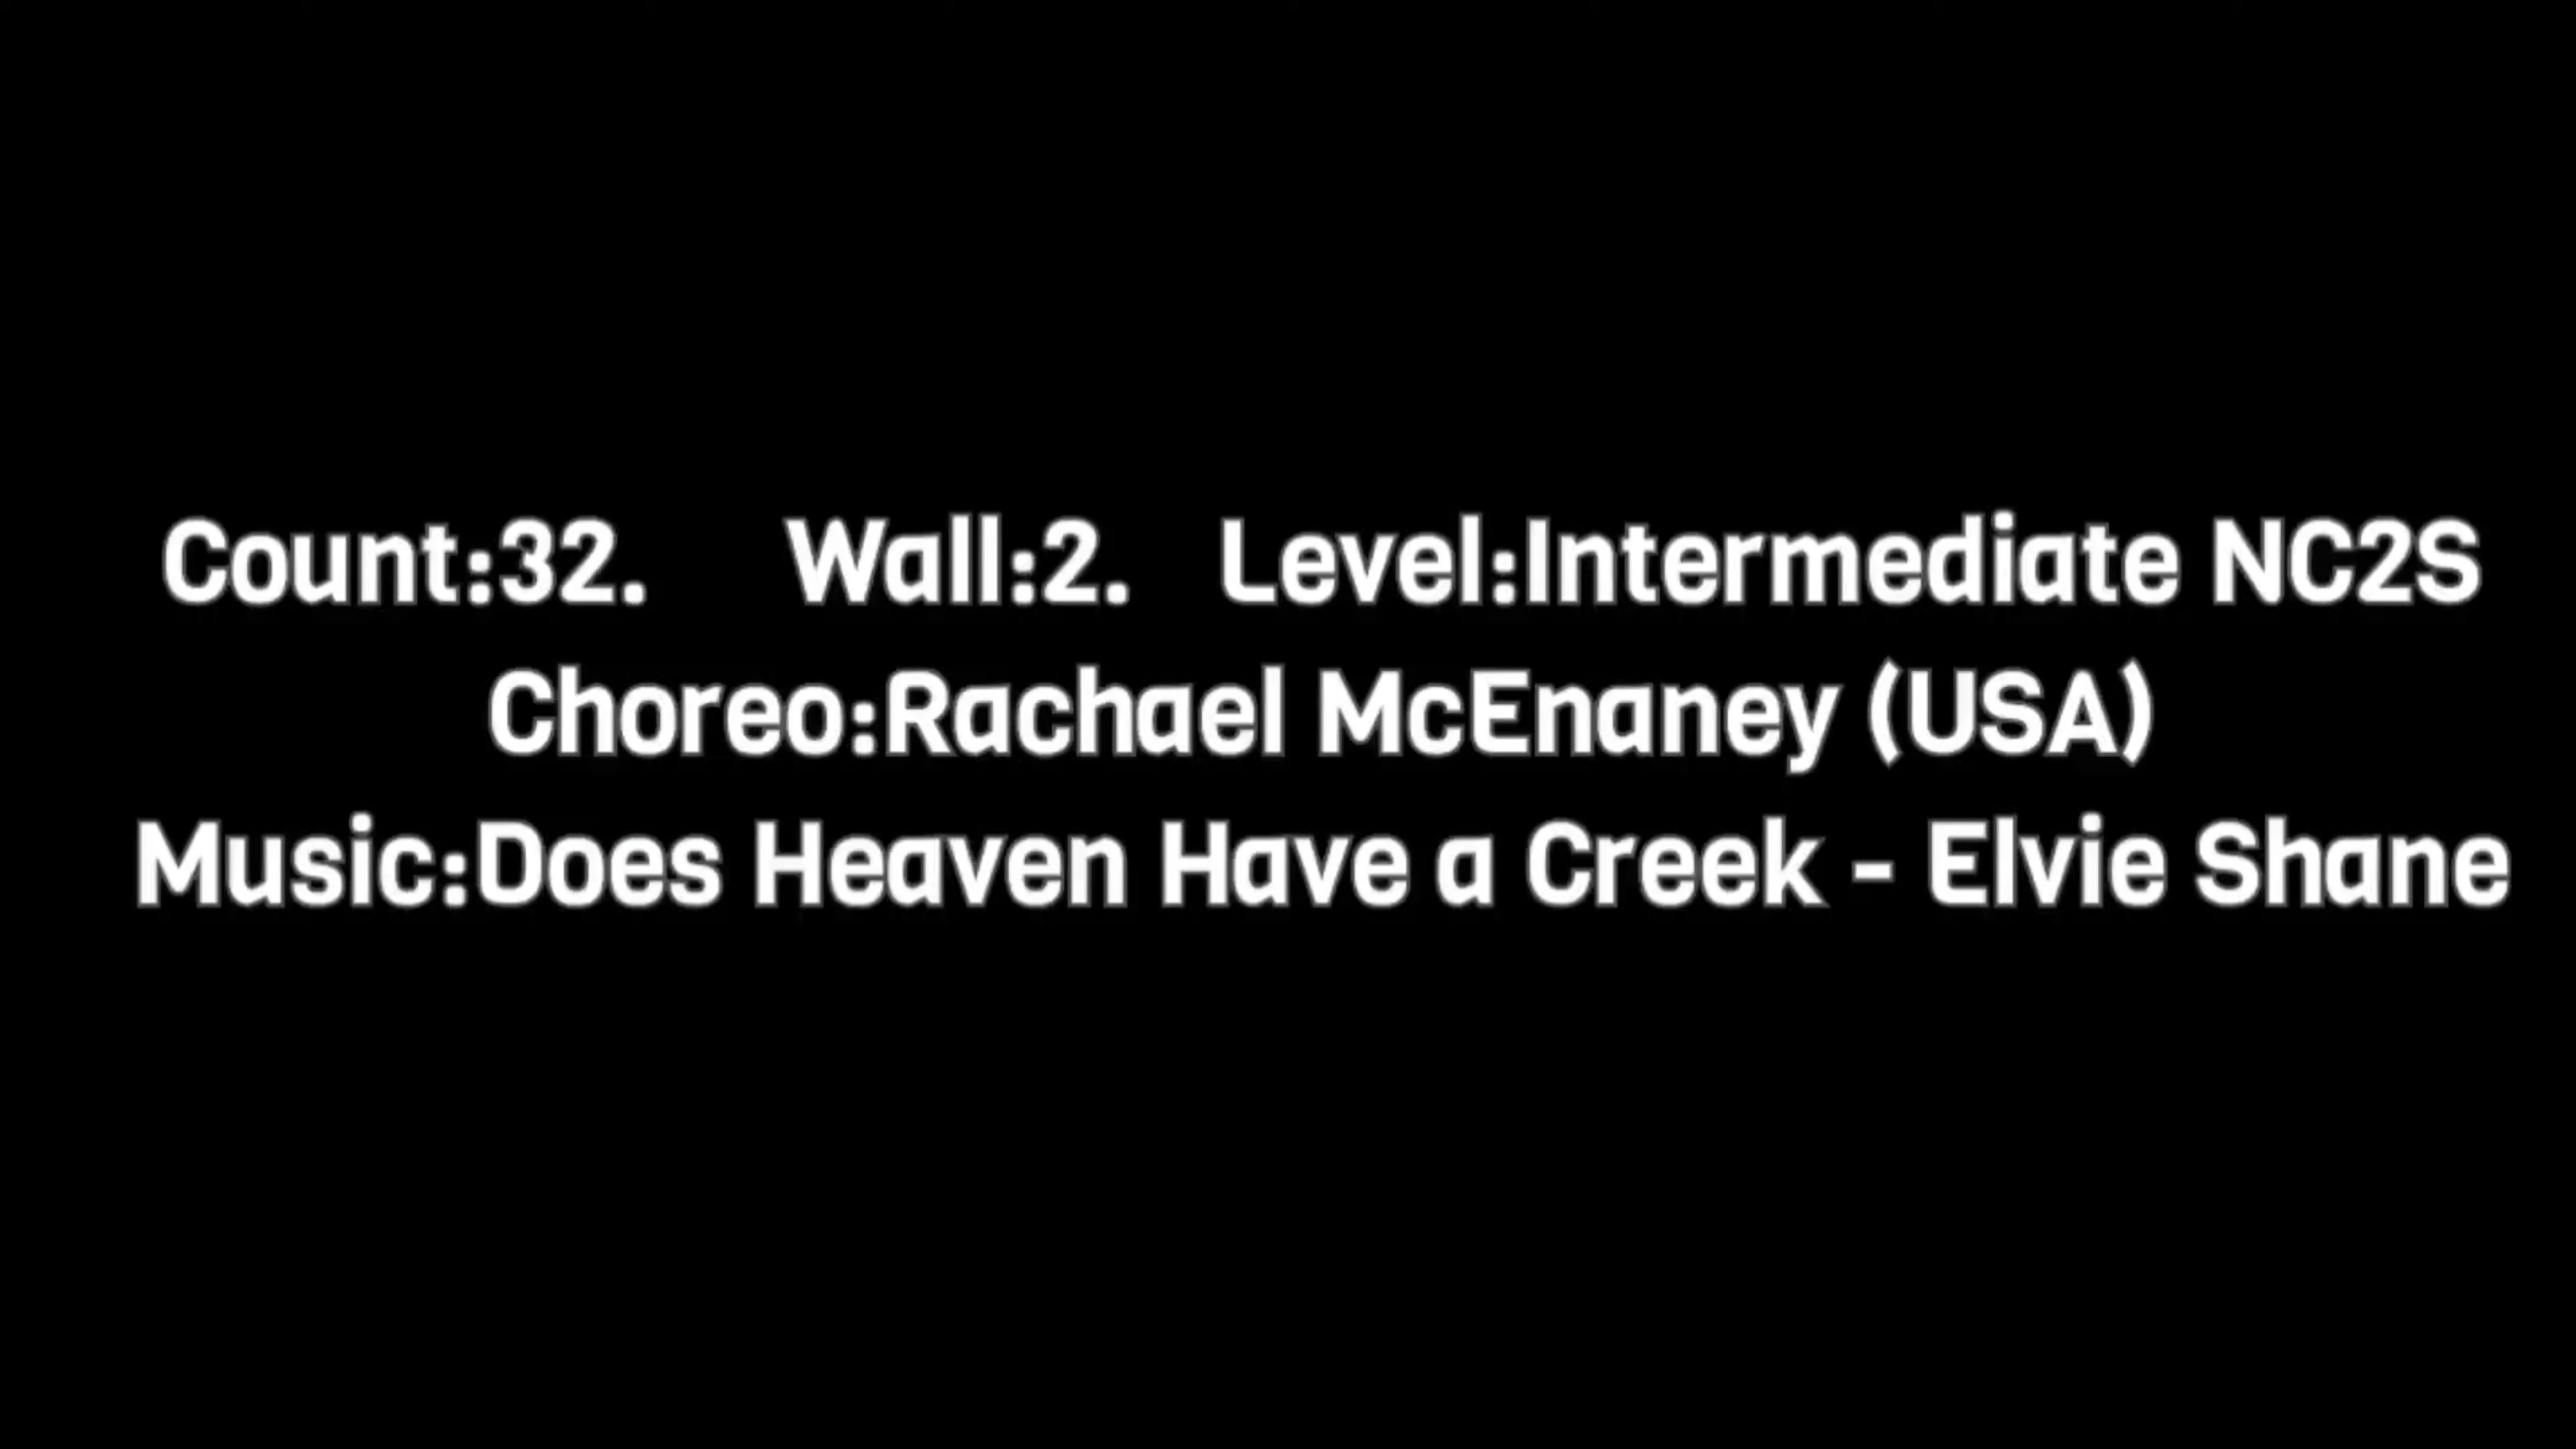 Count:32. Wall:2. Level:Intermediate NC2S
Choreo:Rachael McEnaney (USA)
Music:Does Heaven Have a Creek - Elvie Shane